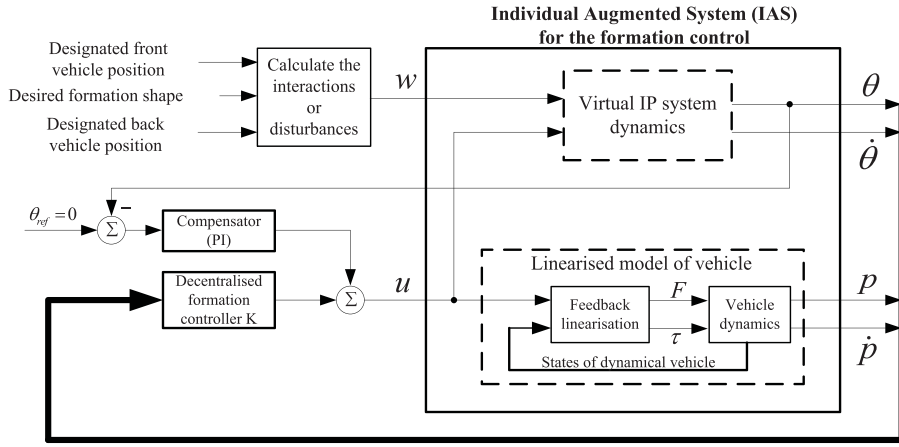 Individual Augmented System (IAS)
for the formation control
Designated front
vehicle position
Desired formation shape
Designated back
vehicle position
Calculate the
interactions
or
disturbances
w
Virtual IP system
dynamics
θ
θ̇
θref=0
−
Σ
Compensator
(PI)
Decentralised
formation
controller K
Σ
u
Linearised model of vehicle
Feedback
linearisation
F
τ
Vehicle
dynamics
States of dynamical vehicle
p
ṗ